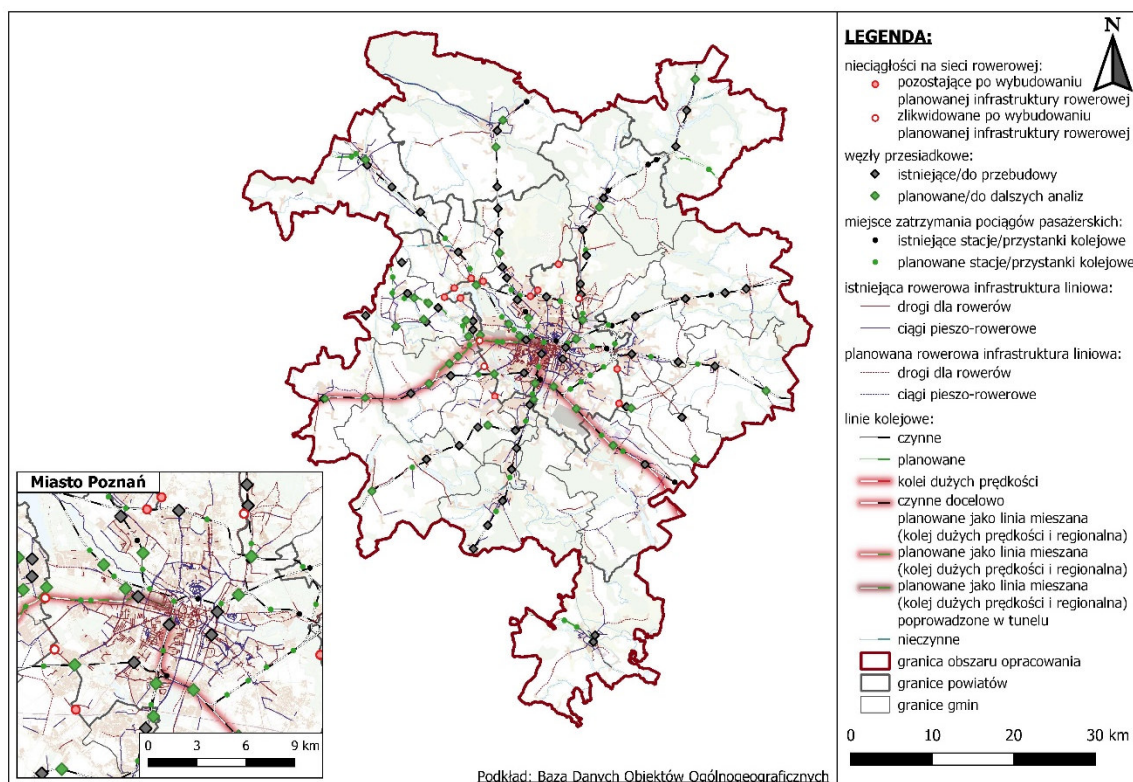 LEGENDA:
N
nieciągłości na sieci rowerowej:
pozostające po wybudowaniu
planowanej infrastruktury rowerowej
zlikwidowane po wybudowaniu
planowanej infrastruktury rowerowej
węzły przesiadkowe:
istniejące/do przebudowy
planowane/do dalszych analiz
miejsce zatrzymania pociągów pasażerskich:
istniejące stacje/przystanki kolejowe
planowane stacje/przystanki kolejowe
istniejąca rowerowa infrastruktura liniowa:
drogi dla rowerów
ciągi pieszo-rowerowe
planowana rowerowa infrastruktura liniowa:
drogi dla rowerów
ciągi pieszo-rowerowe
linie kolejowe:
czynne
planowane
kolei dużych prędkości
czynne docelowo
planowane jako linia mieszana
(kolej dużych prędkości i regionalna)
planowane jako linia mieszana
(kolej dużych prędkości i regionalna)
planowane jako linia mieszana
(kolej dużych prędkości i regionalna)
poprowadzone w tunelu
nieczynne
granica obszaru opracowania
granice powiatów
granice gmin
0 10 20 30 km
Miasto Poznań
0 3 6 9 km
Podkład: Baza Danych Obiektów Ogólnogeograficznych